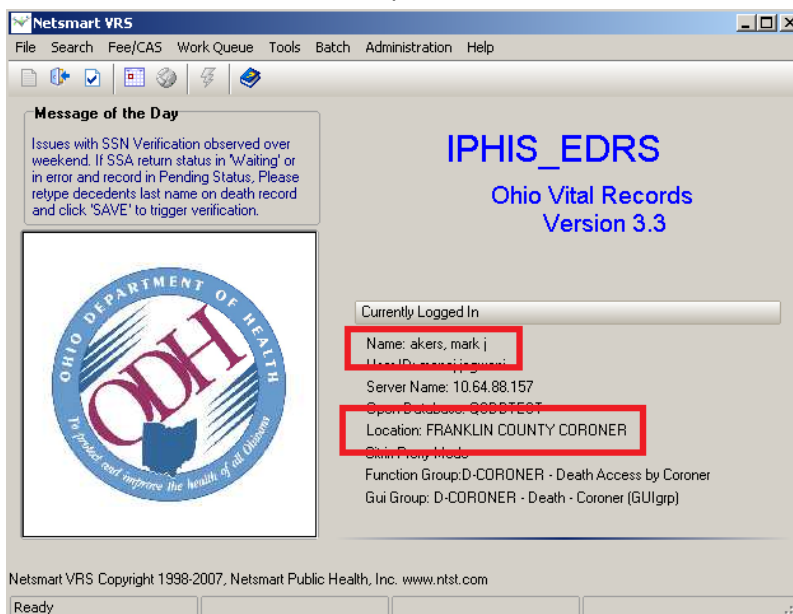 Netsmart VRS
File Search Fee/CAS Work Queue Tools Batch Administration Help
Message of the Day
Issues with SSN Verification observed over
weekend. If SSA return status in 'Waiting' or
in error and record in Pending Status, Please
retype decedents last name on death record
and click 'SAVE' to trigger verification.
IPHIS_EDRS
Ohio Vital Records
Version 3.3
OHIO DEPARTMENT OF HEALTH
ODH
To protect and improve the health of all Ohioans
Currently Logged In
Name: akers, mark j
Server Name: 10.64.88.157
Open Database:
Location: FRANKLIN COUNTY CORONER
Mode
Function Group:D-CORONER - Death Access by Coroner
Gui Group: D-CORONER - Death - Coroner (GUIgrp)
Netsmart VRS Copyright 1998-2007, Netsmart Public Health, Inc. www.ntst.com
Ready